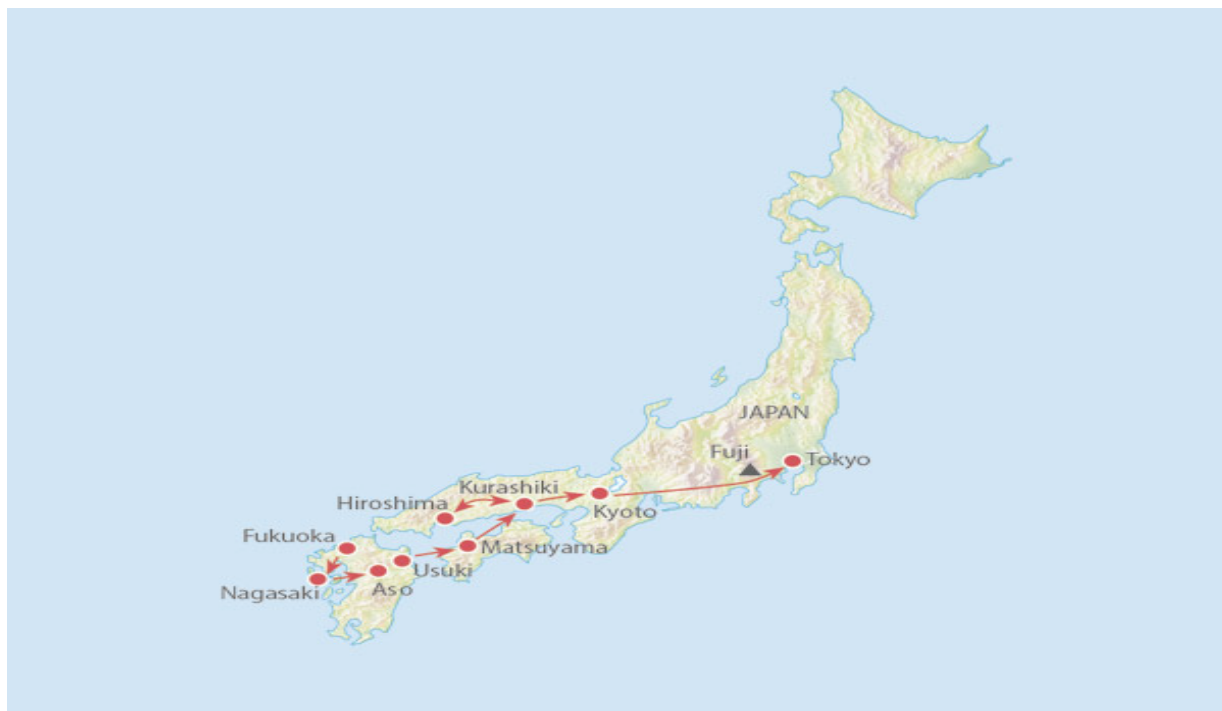 JAPAN
Fuji
Tokyo
Kurashiki
Hiroshima
Kyoto
Fukuoka
Matsuyama
Usuki
Aso
Nagasaki